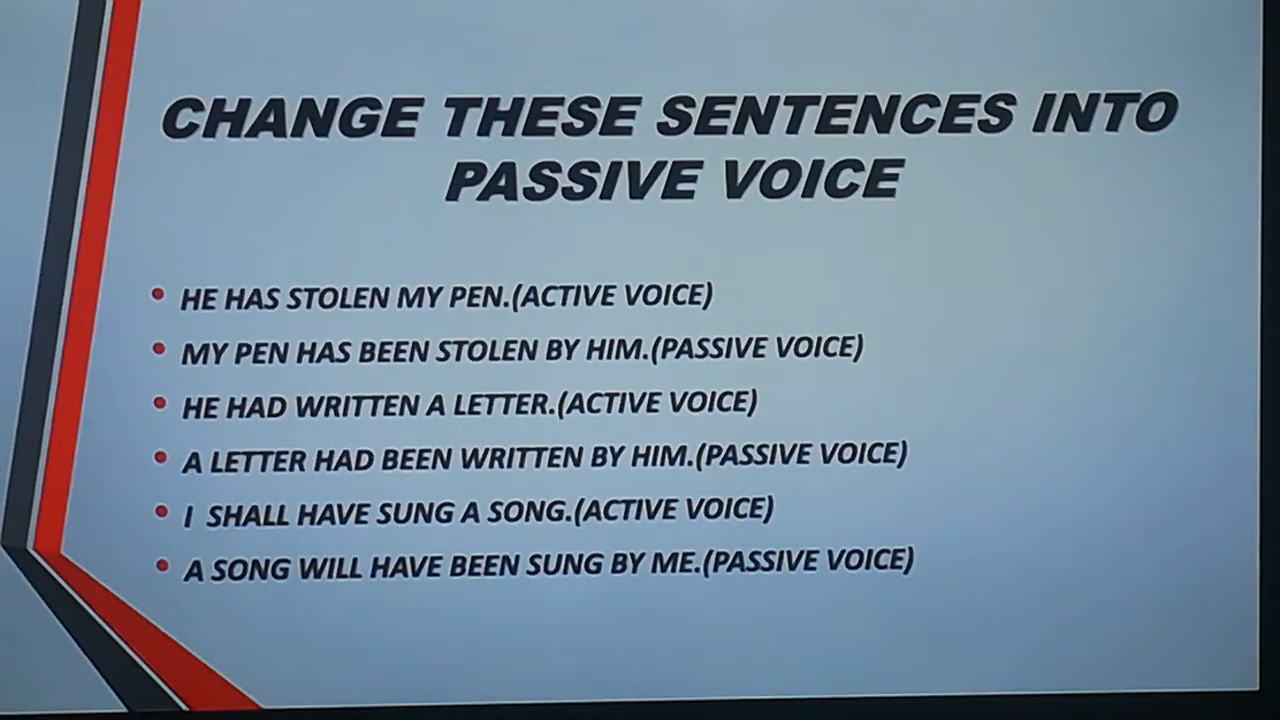 CHANGE THESE SENTENCES INTO
PASSIVE VOICE
• HE HAS STOLEN MY PEN.(ACTIVE VOICE)
• MY PEN HAS BEEN STOLEN BY HIM.(PASSIVE VOICE)
• HE HAD WRITTEN A LETTER.(ACTIVE VOICE)
• A LETTER HAD BEEN WRITTEN BY HIM.(PASSIVE VOICE)
• I SHALL HAVE SUNG A SONG.(ACTIVE VOICE)
• A SONG WILL HAVE BEEN SUNG BY ME.(PASSIVE VOICE)